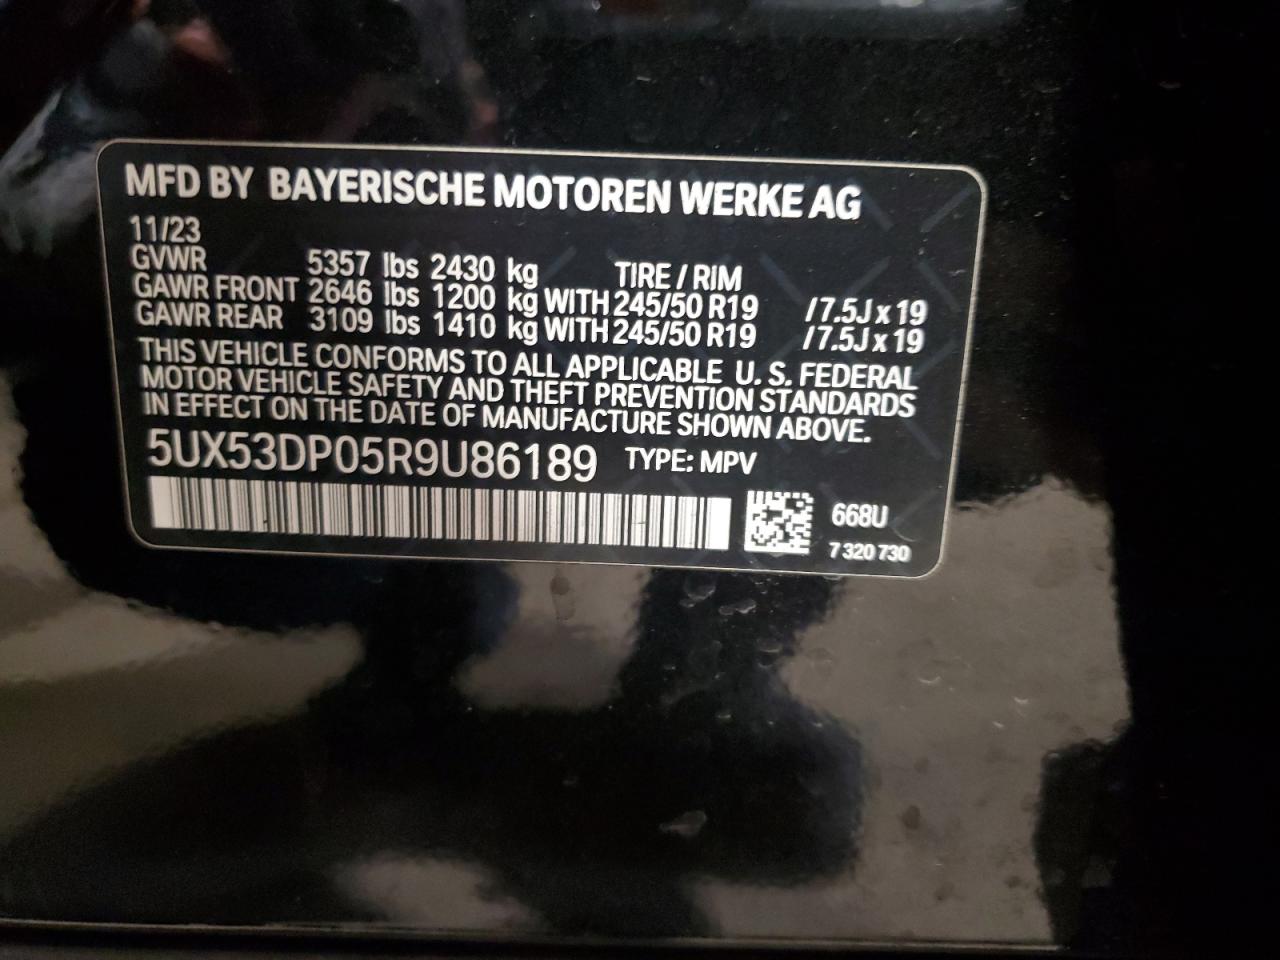 MFD BY BAYERISCHE MOTOREN WERKE AG
11/23
GVWR 5357 lbs 2430 kg TIRE / RIM
GAWR FRONT 2646 lbs 1200 kg WITH 245/50 R19 /7.5J x 19
GAWR REAR 3109 lbs 1410 kg WITH 245/50 R19 /7.5J x 19
THIS VEHICLE CONFORMS TO ALL APPLICABLE U. S. FEDERAL
MOTOR VEHICLE SAFETY AND THEFT PREVENTION STANDARDS
IN EFFECT ON THE DATE OF MANUFACTURE SHOWN ABOVE.
5UX53DP05R9U86189 TYPE: MPV
668U
7 320 730